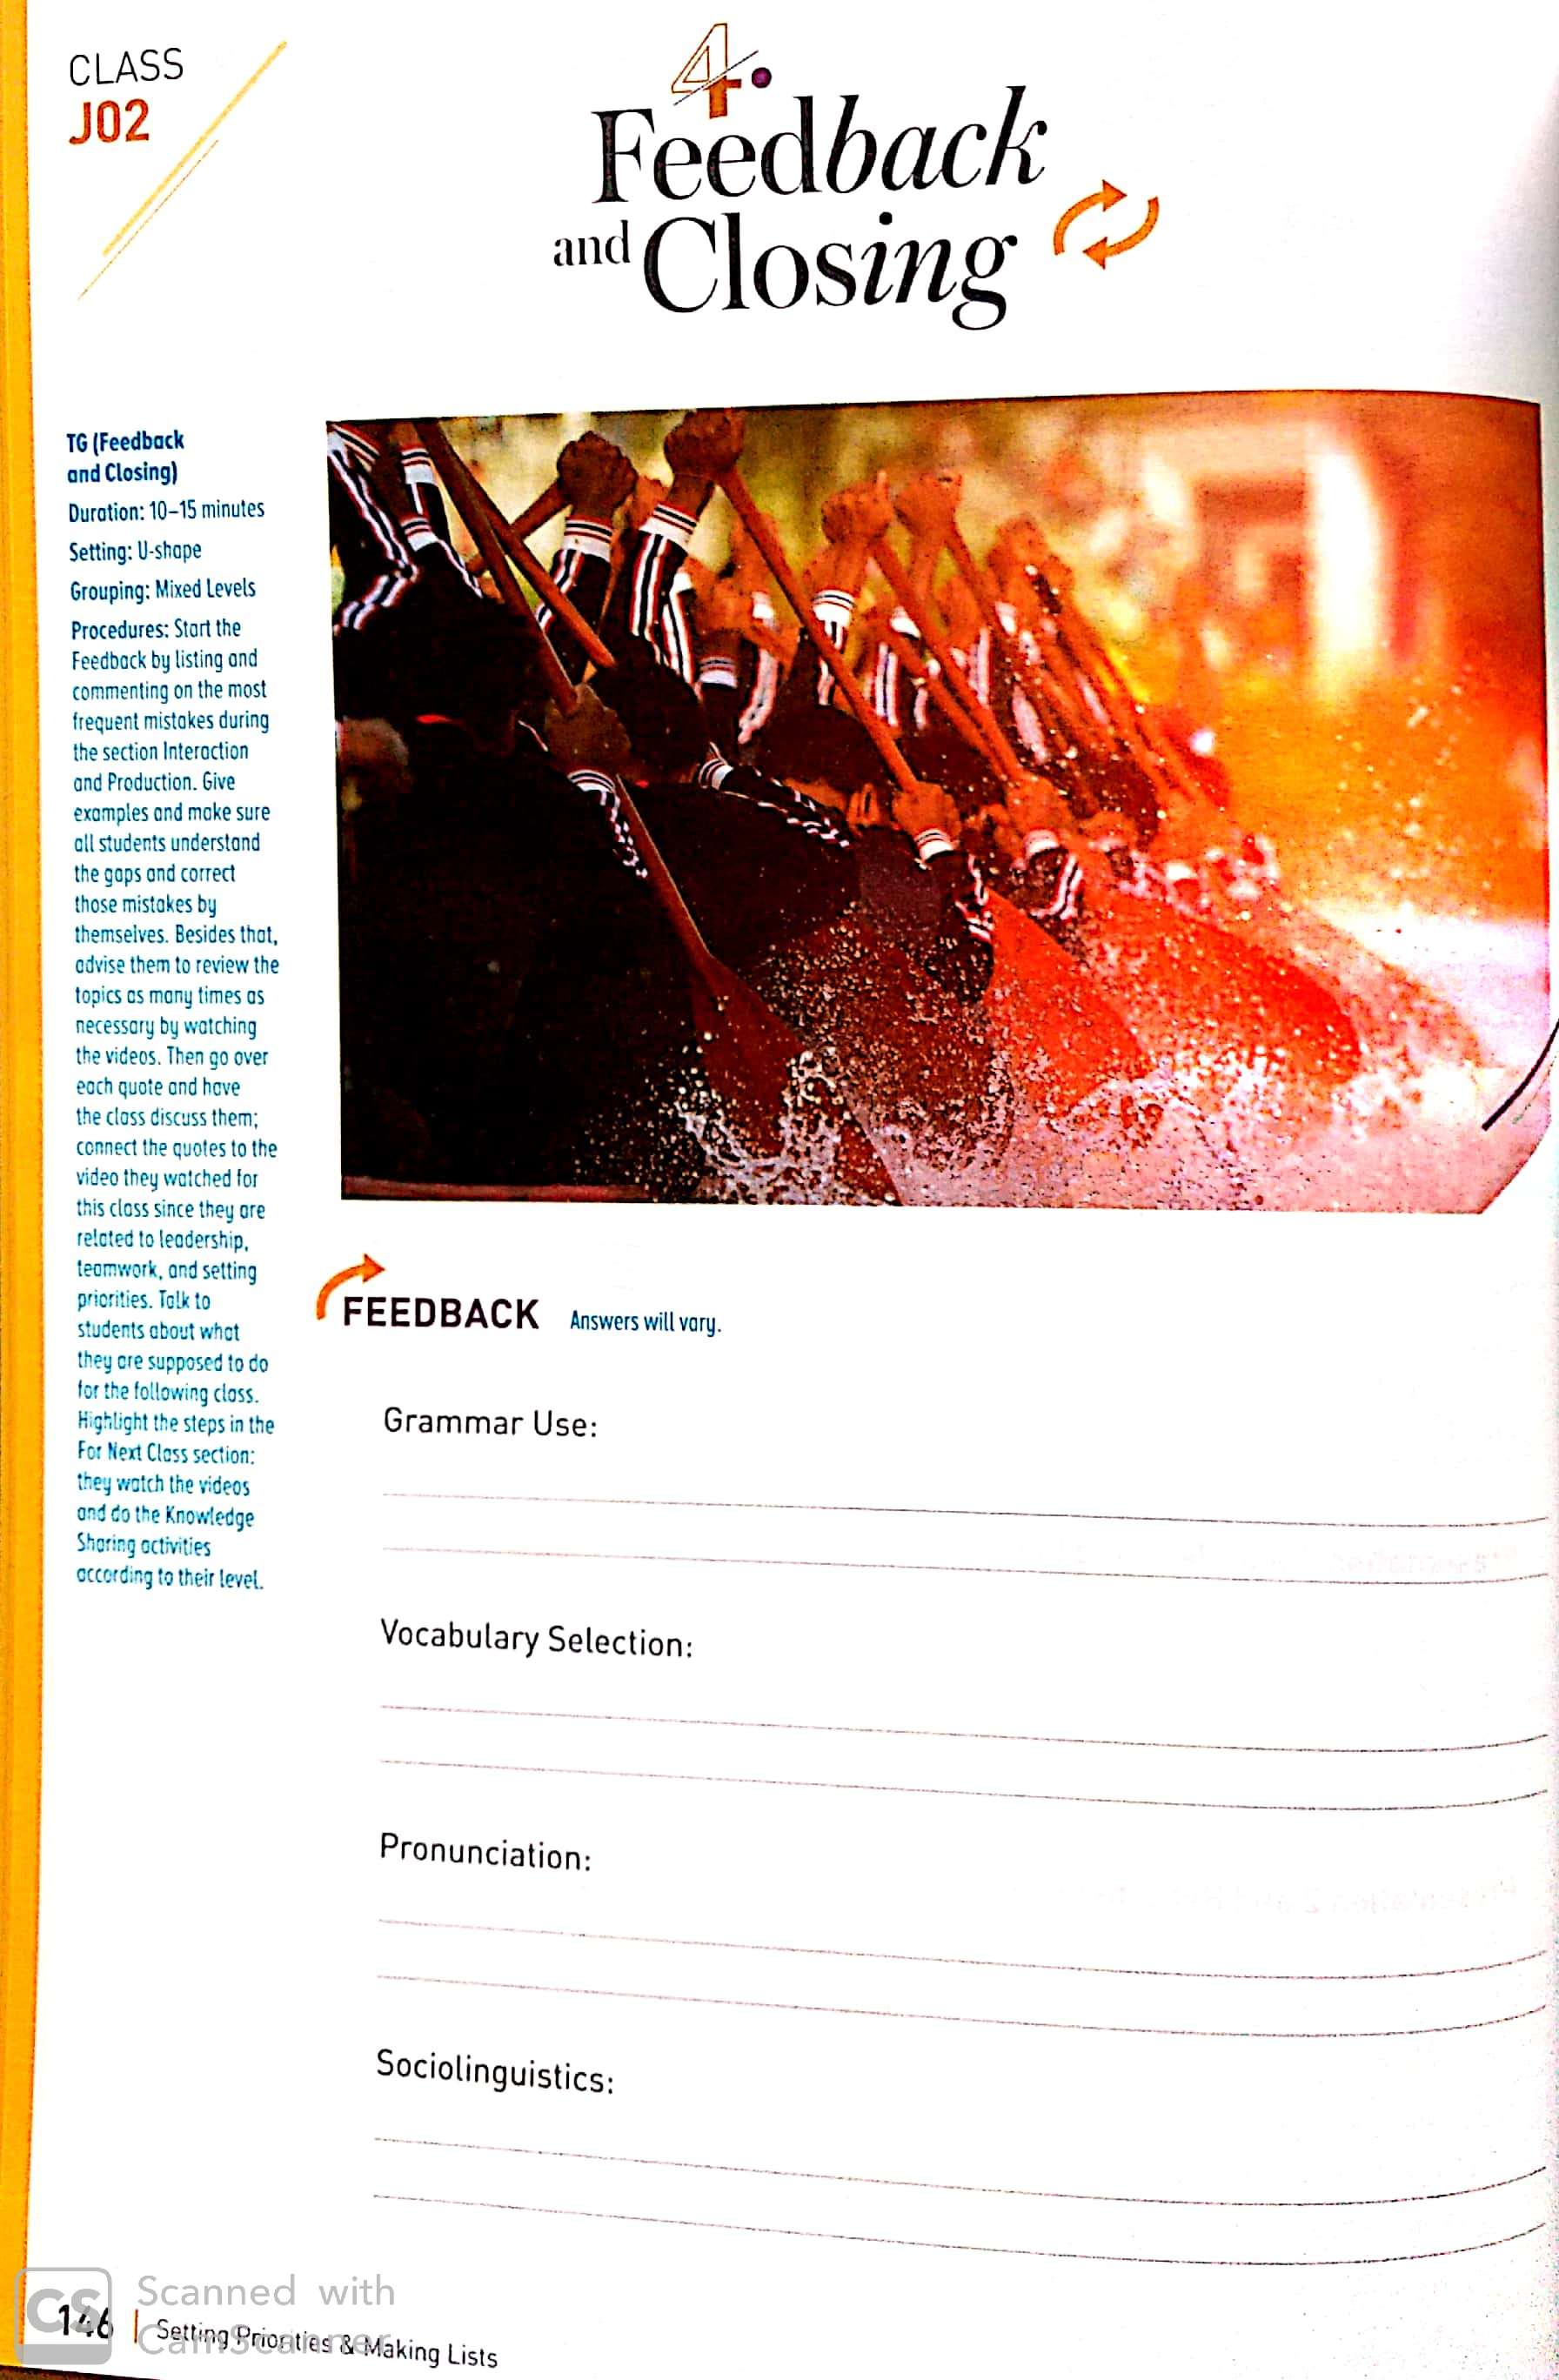 CLASS
J02
4.
Feedback
and Closing
TG (Feedback
and Closing)
Duration: 10–15 minutes
Setting: U-shape
Grouping: Mixed Levels
Procedures: Start the
Feedback by listing and
commenting on the most
frequent mistakes during
the section Interaction
and Production. Give
examples and make sure
all students understand
the gaps and correct
those mistakes by
themselves. Besides that,
advise them to review the
topics as many times as
necessary by watching
the videos. Then go over
each quote and have
the class discuss them;
connect the quotes to the
video they watched for
this class since they are
related to leadership,
teamwork, and setting
priorities. Talk to
students about what
they are supposed to do
for the following class.
Highlight the steps in the
For Next Class section:
they watch the videos
and do the Knowledge
Sharing activities
according to their level.
FEEDBACK Answers will vary.
Grammar Use:
Vocabulary Selection:
Pronunciation:
Sociolinguistics:
146 | Setting Priorities & Making Lists
CS Scanned with
CamScanner